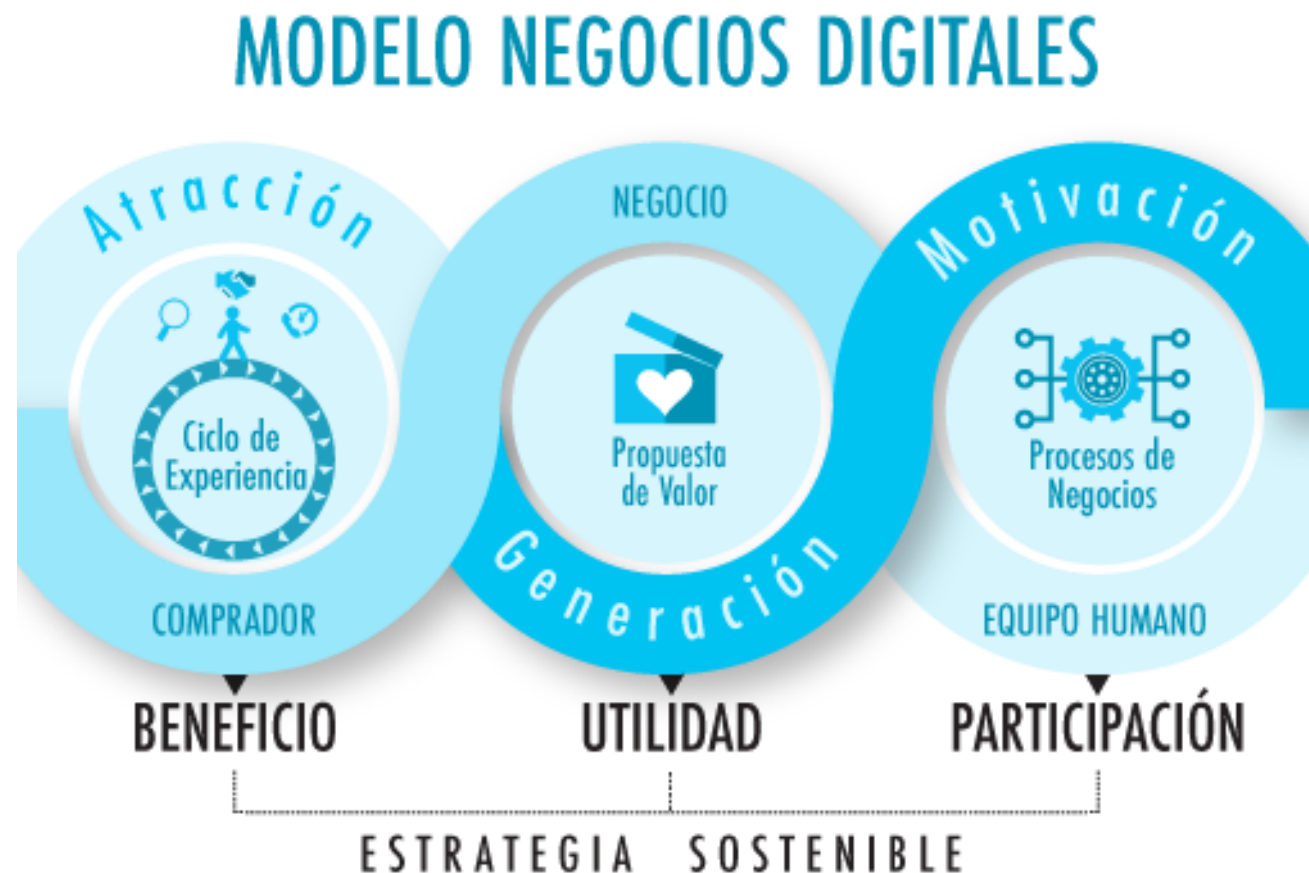 MODELO NEGOCIOS DIGITALES
Atracción
Ciclo de
Experiencia
COMPRADOR
BENEFICIO
NEGOCIO
Propuesta
de Valor
Generación
UTILIDAD
Motivación
Procesos de
Negocios
EQUIPO HUMANO
PARTICIPACIÓN
ESTRATEGIA SOSTENIBLE